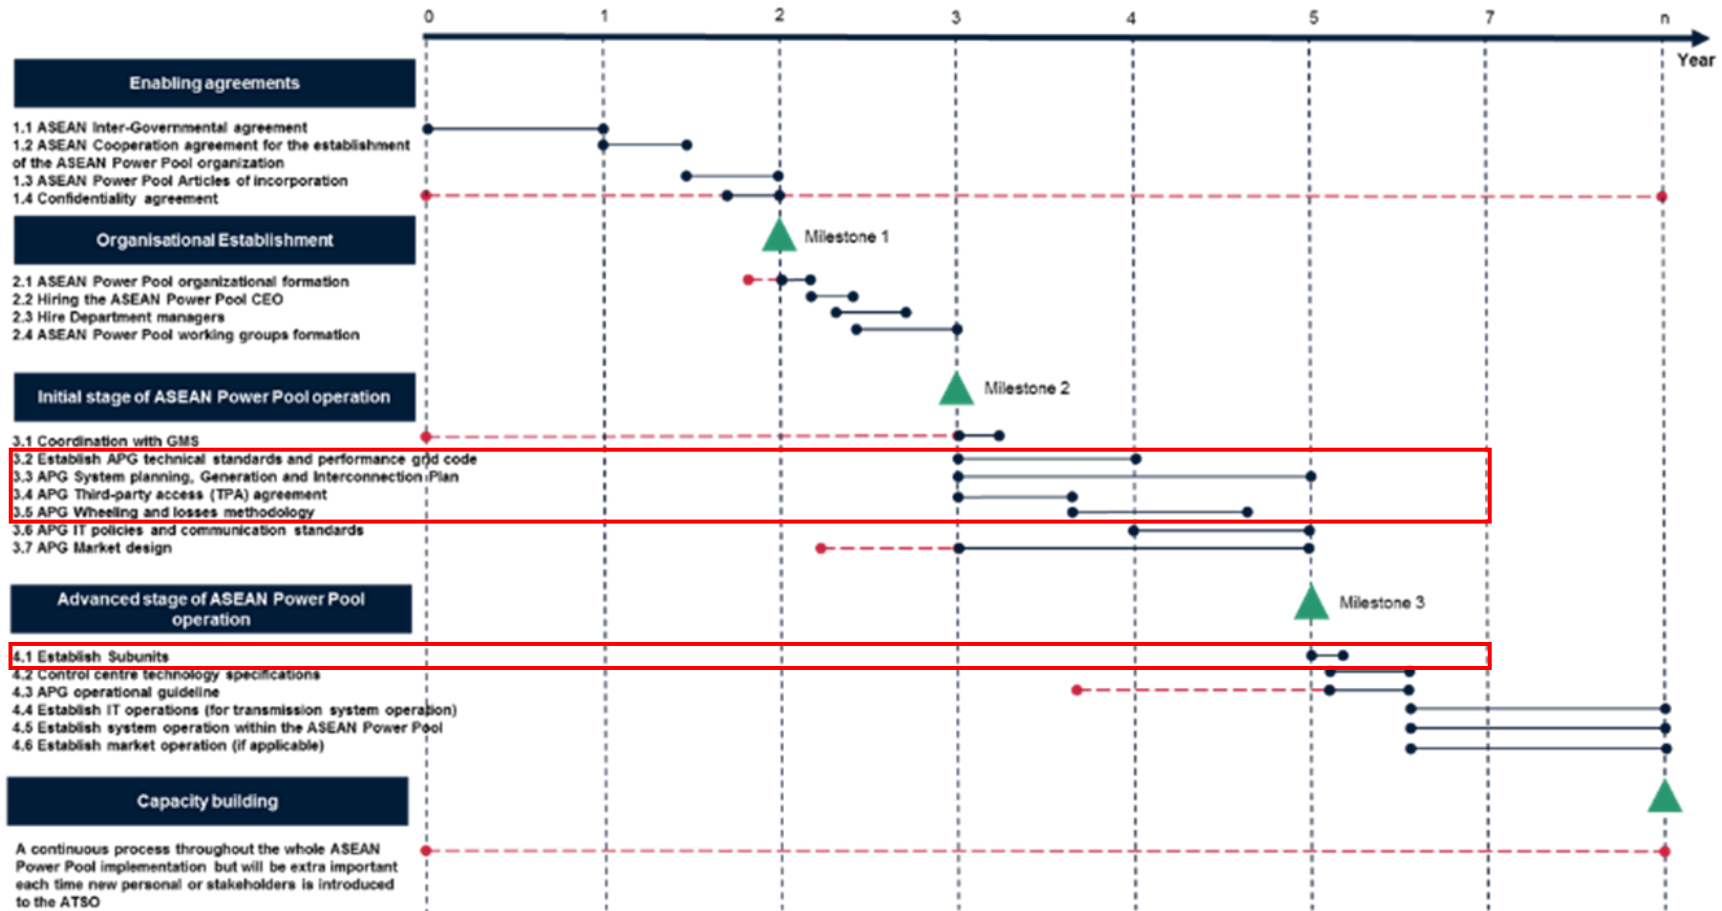 0 1 2 3 4 5 7 n
Year
Enabling agreements
1.1 ASEAN Inter-Governmental agreement
1.2 ASEAN Cooperation agreement for the establishment
of the ASEAN Power Pool organization
1.3 ASEAN Power Pool Articles of incorporation
1.4 Confidentiality agreement
Organisational Establishment
Milestone 1
2.1 ASEAN Power Pool organizational formation
2.2 Hiring the ASEAN Power Pool CEO
2.3 Hire Department managers
2.4 ASEAN Power Pool working groups formation
Initial stage of ASEAN Power Pool operation
Milestone 2
3.1 Coordination with GMS
3.2 Establish APG technical standards and performance grid code
3.3 APG System planning, Generation and Interconnection Plan
3.4 APG Third-party access (TPA) agreement
3.5 APG Wheeling and losses methodology
3.6 APG IT policies and communication standards
3.7 APG Market design
Advanced stage of ASEAN Power Pool
operation
Milestone 3
4.1 Establish Subunits
4.2 Control centre technology specifications
4.3 APG operational guideline
4.4 Establish IT operations (for transmission system operation)
4.5 Establish system operation within the ASEAN Power Pool
4.6 Establish market operation (if applicable)
Capacity building
A continuous process throughout the whole ASEAN
Power Pool implementation but will be extra important
each time new personal or stakeholders is introduced
to the ATSO